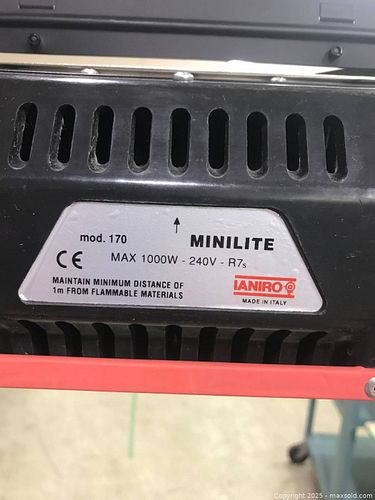 mod. 170 MINILITE
CE MAX 1000W - 240V - R7s
MAINTAIN MINIMUM DISTANCE OF
1m FROM FLAMMABLE MATERIALS
IANIRO
MADE IN ITALY
Copyright © 2025 - maxsold.com